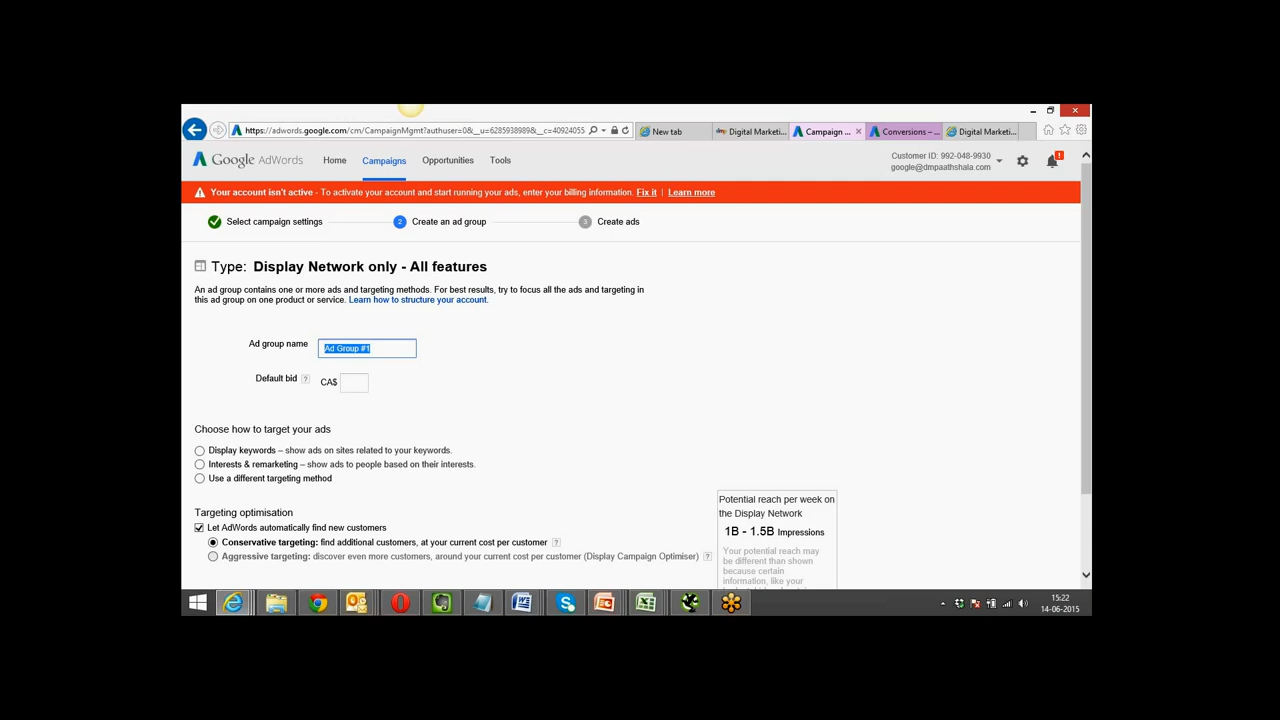 https://adwords.google.com/cm/CampaignMgmt?authuser=0&__u=6285938989&__c=40924055
New tab
Digital Marketi...
Campaign ...
Conversions – ...
Digital Marketi...
Google AdWords
Home
Campaigns
Opportunities
Tools
Customer ID: 992-048-9930
google@dmpaathshala.com
1
Your account isn't active - To activate your account and start running your ads, enter your billing information. Fix it | Learn more
Select campaign settings
2 Create an ad group
3 Create ads
Type: Display Network only - All features
An ad group contains one or more ads and targeting methods. For best results, try to focus all the ads and targeting in
this ad group on one product or service. Learn how to structure your account.
Ad group name Ad Group #1
Default bid ? CA$
Choose how to target your ads
Display keywords – show ads on sites related to your keywords.
Interests & remarketing – show ads to people based on their interests.
Use a different targeting method
Targeting optimisation
Let AdWords automatically find new customers
Conservative targeting: find additional customers, at your current cost per customer ?
Aggressive targeting: discover even more customers, around your current cost per customer (Display Campaign Optimiser) ?
Potential reach per week on
the Display Network
1B - 1.5B Impressions
Your potential reach may
be different than shown
because certain
information, like your
15:22
14-06-2015